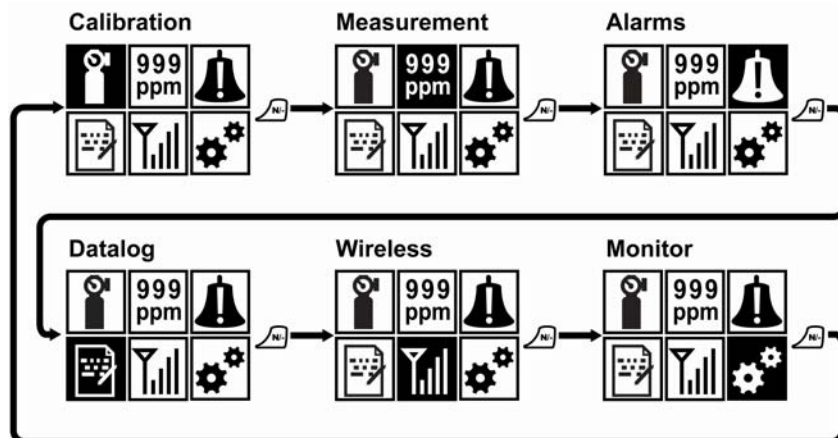 Calibration Measurement Alarms
999 999 999
ppm ppm ppm
N/- N/- N/-
Datalog Wireless Monitor
999 999 999
ppm ppm ppm
N/- N/- N/-